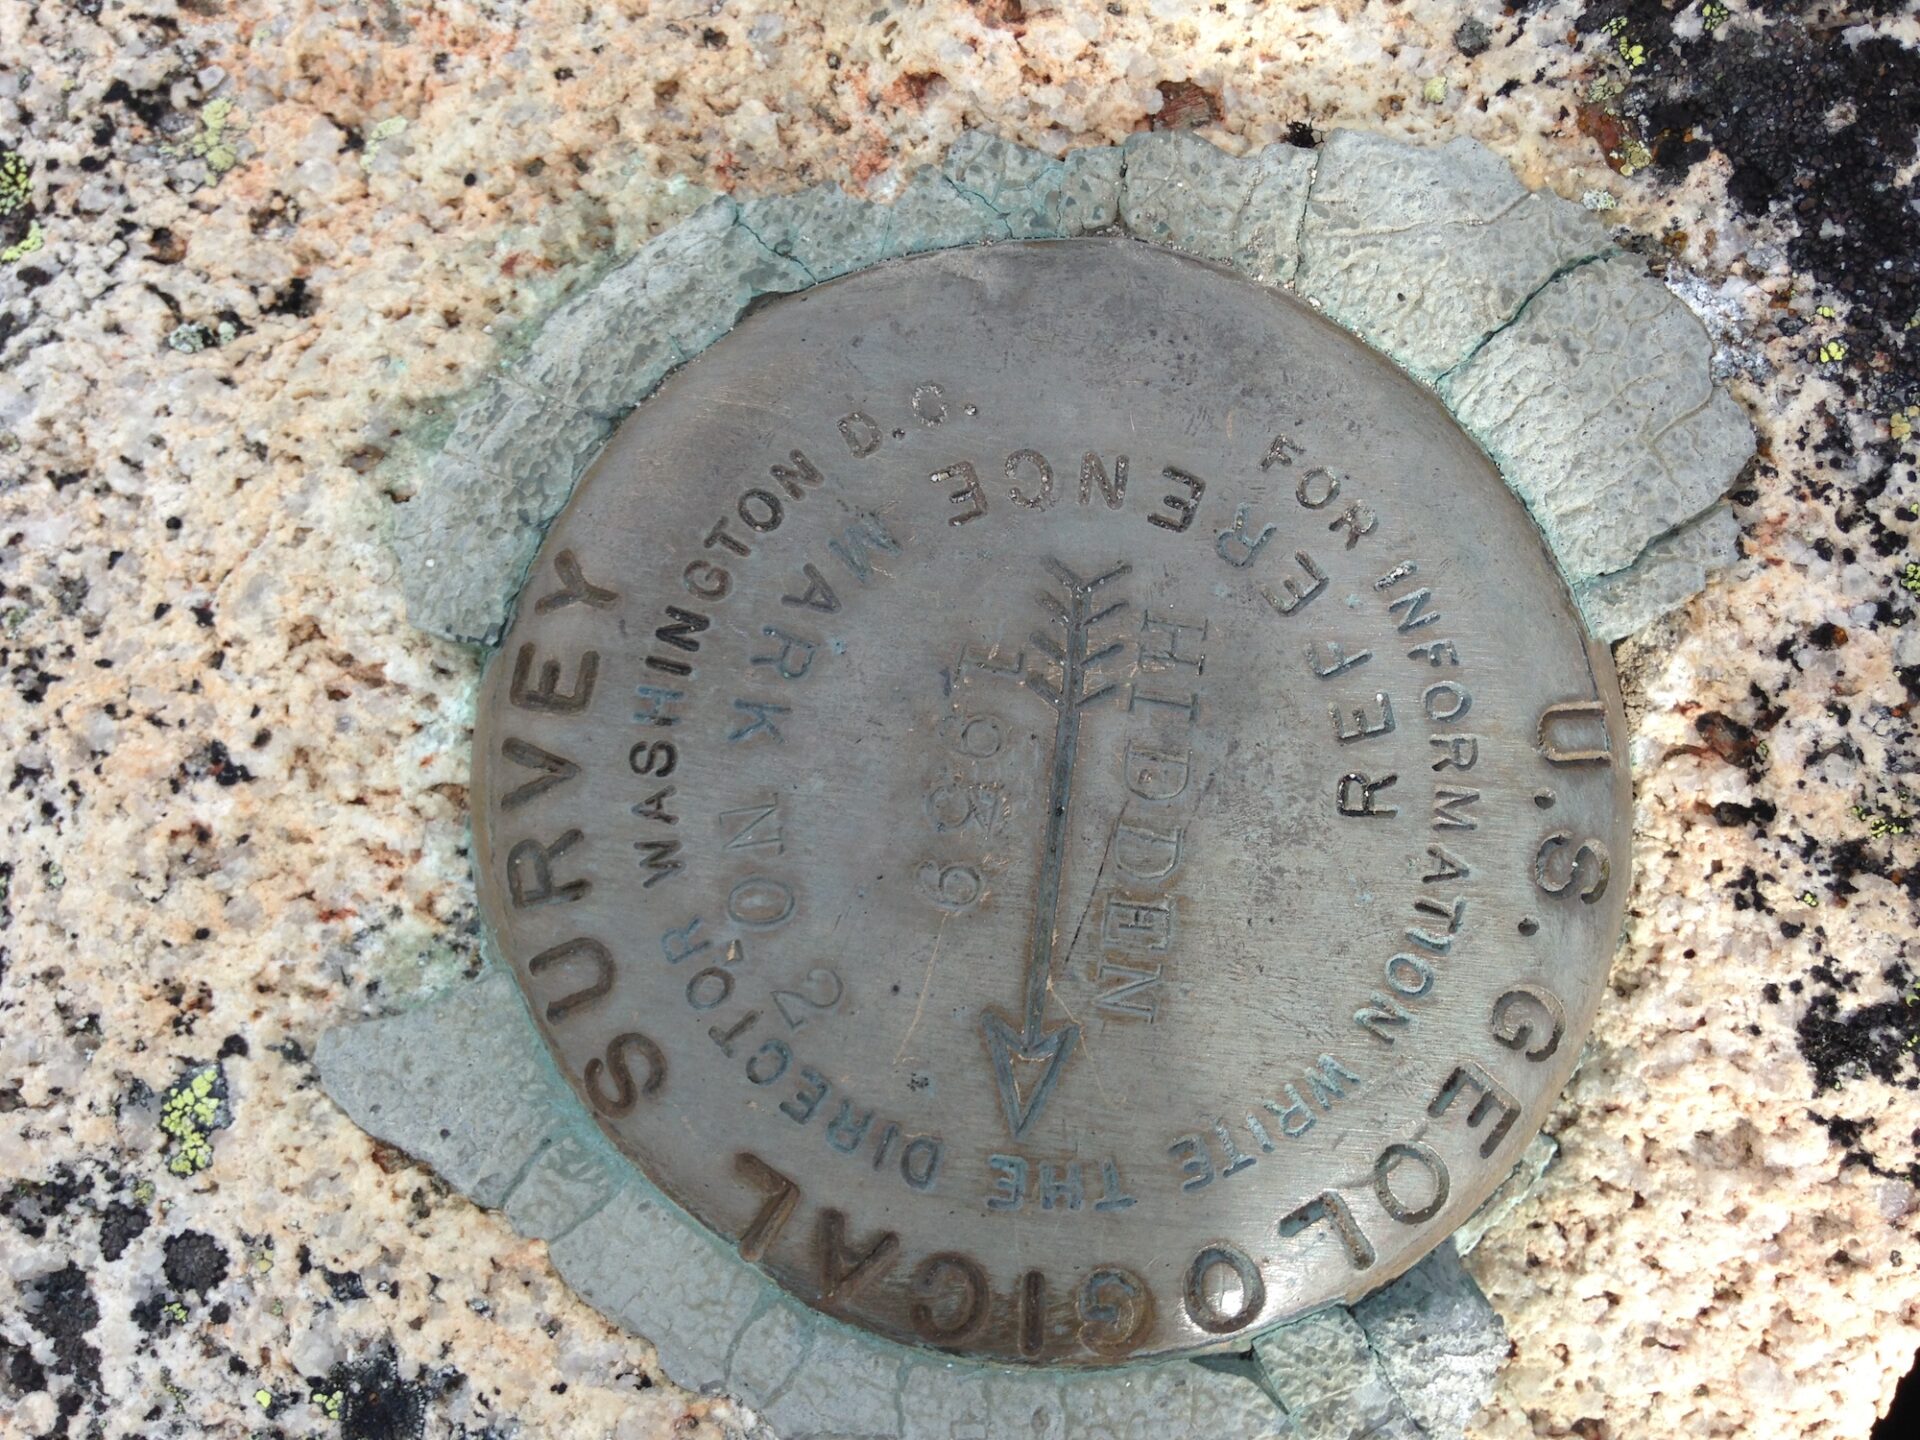 U.S. GEOLOGICAL SURVEY
FOR INFORMATION WRITE THE DIRECTOR WASHINGTON D.C.
REFERENCE MARK NO 2
HIDDEN
1939